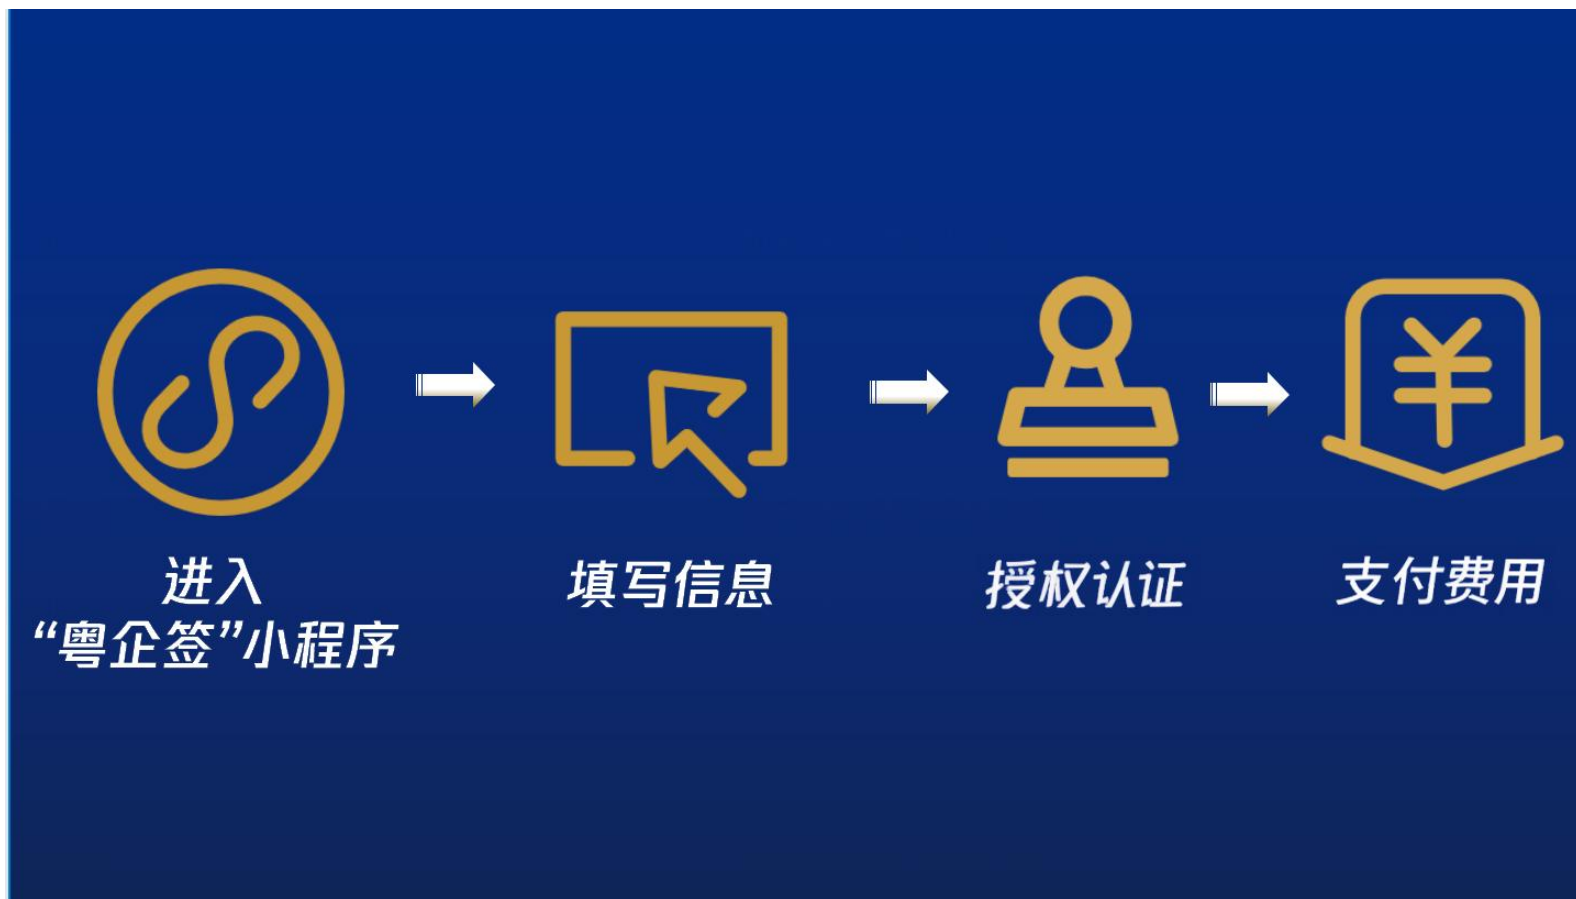 进入
“粤企签”小程序
填写信息
授权认证
支付费用